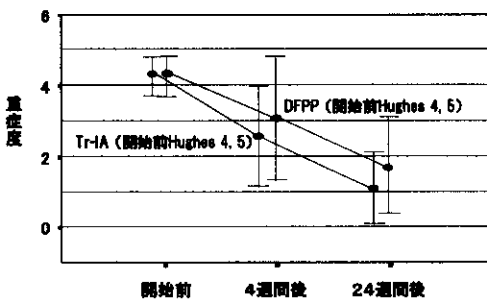 6
4
2
0
重症度
DFPP（開始前Hughes 4, 5）
Tr-IA（開始前Hughes 4, 5）
開始前
4週間後
24週間後